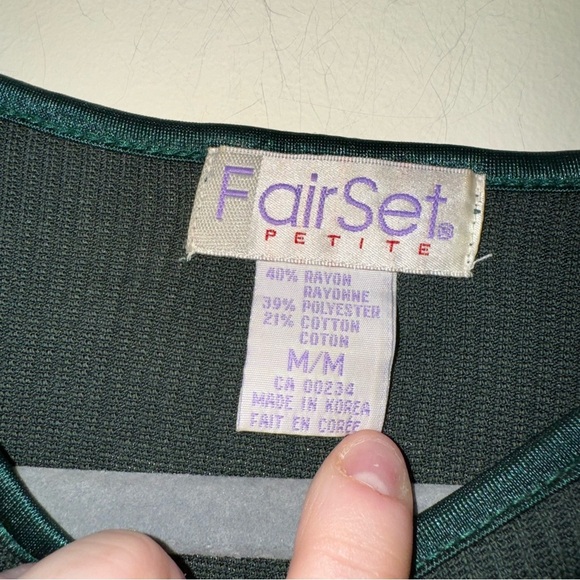 FairSet®
PETITE
40% RAYON
RAYONNE
39% POLYESTER
21% COTTON
COTON
M/M
CA 00234
MADE IN KOREA
FAIT EN CORÉE